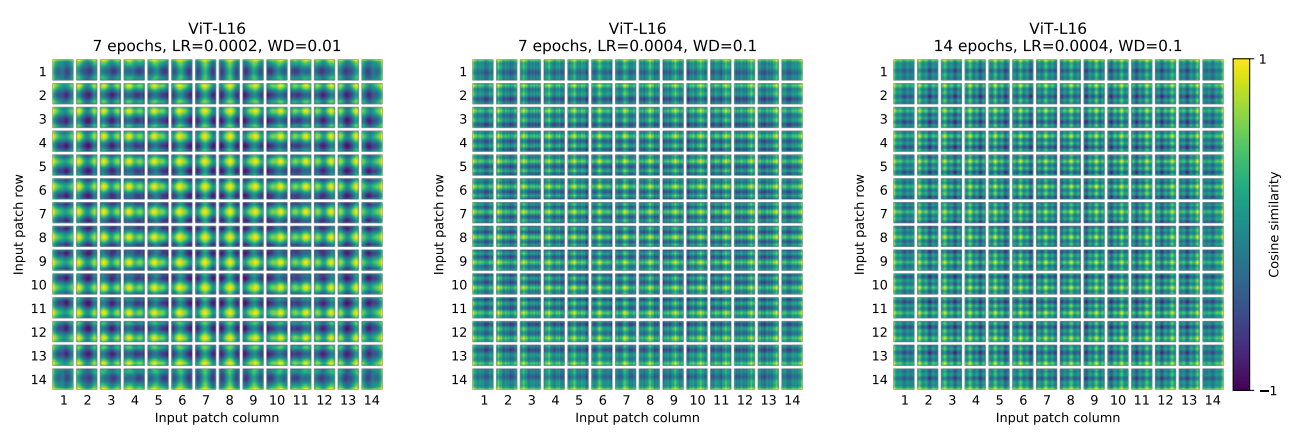 ViT-L16
7 epochs, LR=0.0002, WD=0.01
1
2
3
4
5
6
7
8
9
10
11
12
13
14
Input patch row
1 2 3 4 5 6 7 8 9 10 11 12 13 14
Input patch column
ViT-L16
7 epochs, LR=0.0004, WD=0.1
1
2
3
4
5
6
7
8
9
10
11
12
13
14
Input patch row
1 2 3 4 5 6 7 8 9 10 11 12 13 14
Input patch column
ViT-L16
14 epochs, LR=0.0004, WD=0.1
1
2
3
4
5
6
7
8
9
10
11
12
13
14
Input patch row
1 2 3 4 5 6 7 8 9 10 11 12 13 14
Input patch column
1
Cosine similarity
−1